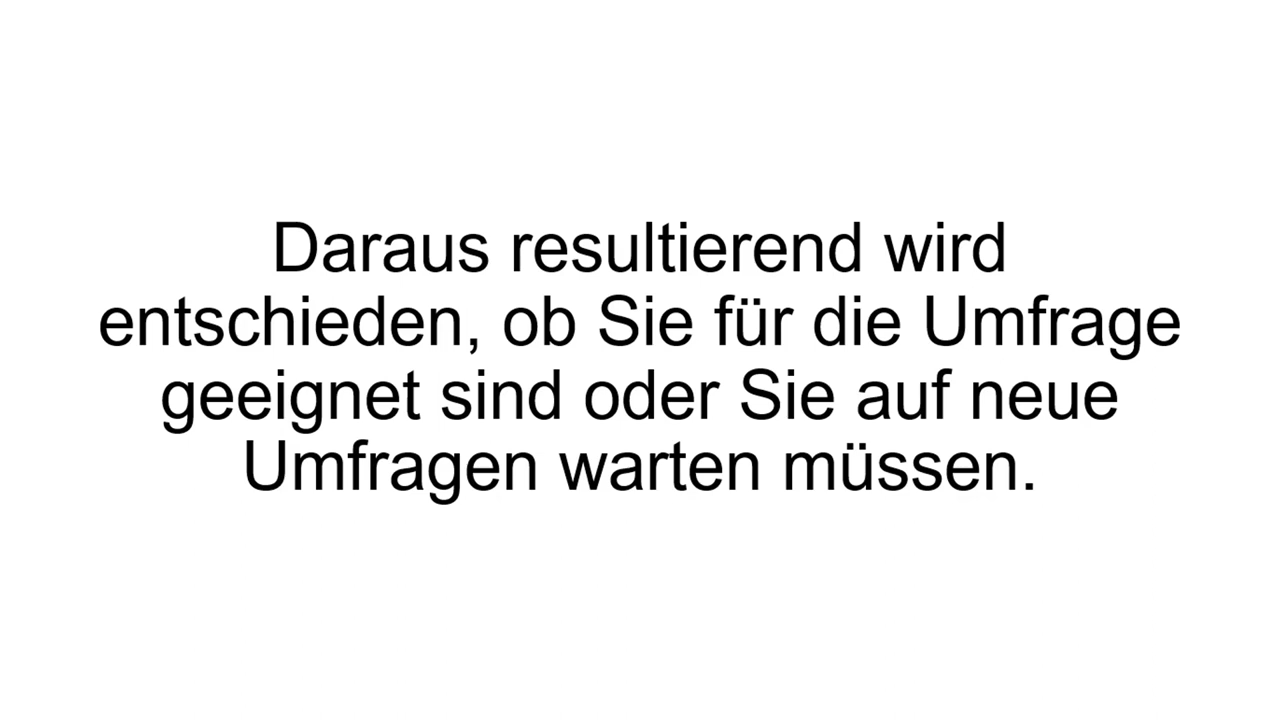 Daraus resultierend wird
entschieden, ob Sie für die Umfrage
geeignet sind oder Sie auf neue
Umfragen warten müssen.